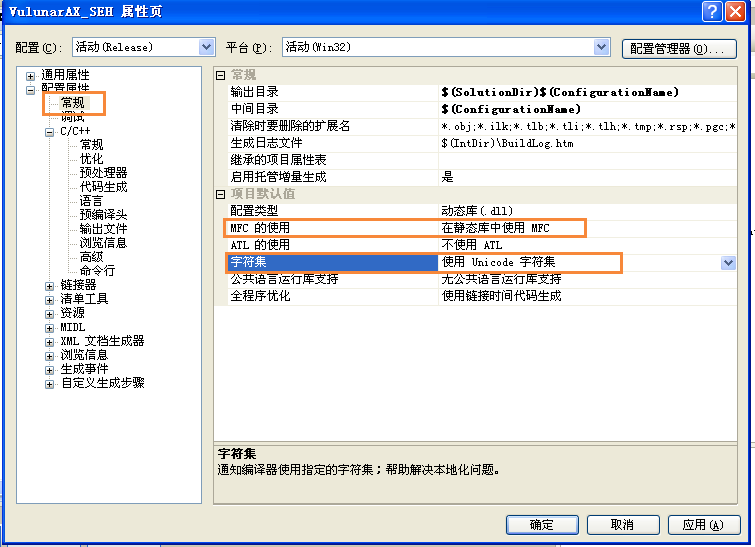 VulunarAX_SEH 属性页
配置(C): 活动(Release) 平台(P): 活动(Win32) 配置管理器(O)...
通用属性
配置属性
常规
调试
C/C++
常规
优化
预处理器
代码生成
语言
预编译头
输出文件
浏览信息
高级
命令行
链接器
清单工具
资源
MIDL
XML 文档生成器
浏览信息
生成事件
自定义生成步骤
常规
输出目录 $(SolutionDir)$(ConfigurationName)
中间目录 $(ConfigurationName)
清除时要删除的扩展名 *.obj;*.ilk;*.tlb;*.tli;*.tlh;*.tmp;*.rsp;*.pgc;*
生成日志文件 $(IntDir)\BuildLog.htm
继承的项目属性表
启用托管增量生成 是
项目默认值
配置类型 动态库(.dll)
MFC 的使用 在静态库中使用 MFC
ATL 的使用 不使用 ATL
字符集 使用 Unicode 字符集
公共语言运行库支持 无公共语言运行库支持
全程序优化 使用链接时间代码生成
字符集
通知编译器使用指定的字符集；帮助解决本地化问题。
确定 取消 应用(A)